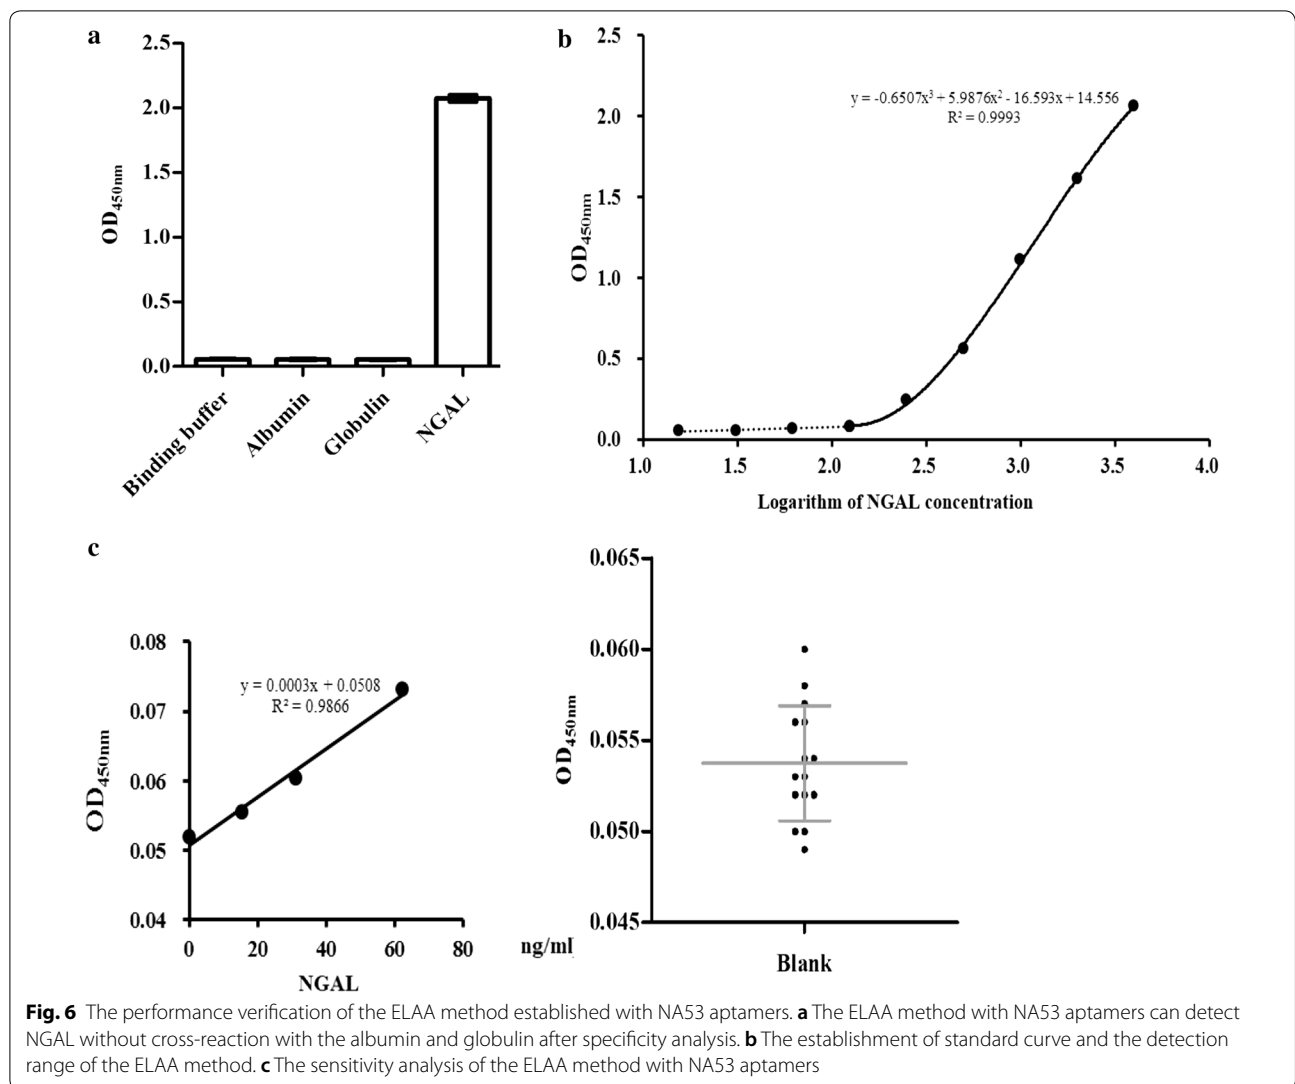 a
2.5
2.0
1.5
1.0
0.5
0.0
OD450nm
Binding buffer
Albumin
Globulin
NGAL
b
2.5
2.0
1.5
1.0
0.5
0.0
OD450nm
y = -0.6507x³ + 5.9876x² - 16.593x + 14.556
R² = 0.9993
1.0 1.5 2.0 2.5 3.0 3.5 4.0
Logarithm of NGAL concentration
c
0.08
0.07
0.06
0.05
0.04
OD450nm
y = 0.0003x + 0.0508
R² = 0.9866
0 20 40 60 80 ng/ml
NGAL
0.065
0.060
0.055
0.050
0.045
OD450nm
Blank
Fig. 6 The performance verification of the ELAA method established with NA53 aptamers. a The ELAA method with NA53 aptamers can detect
NGAL without cross-reaction with the albumin and globulin after specificity analysis. b The establishment of standard curve and the detection
range of the ELAA method. c The sensitivity analysis of the ELAA method with NA53 aptamers